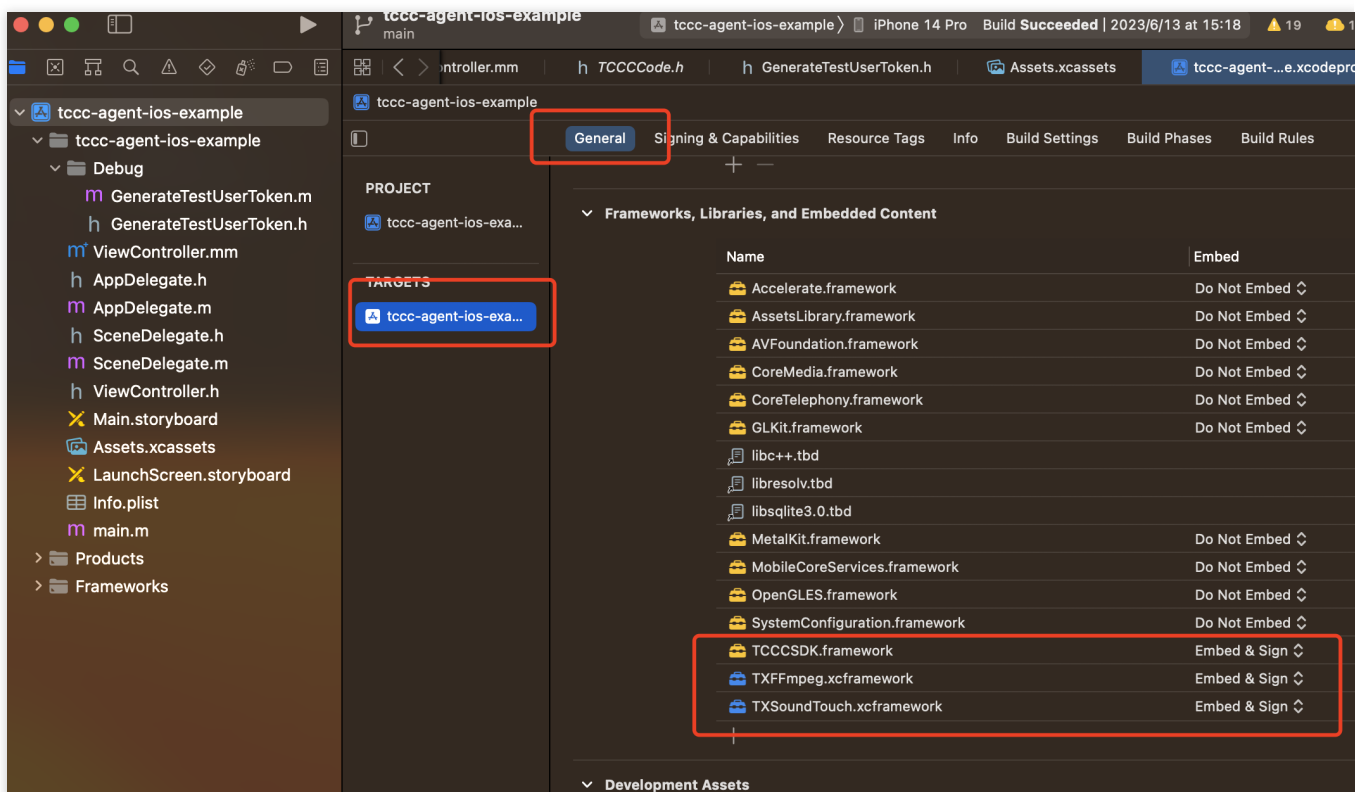 tccc-agent-ios-example
main
tccc-agent-ios-example 〉 iPhone 14 Pro Build Succeeded | 2023/6/13 at 15:18 19 1
ntroller.mm
h TCCCCode.h
h GenerateTestUserToken.h
Assets.xcassets
tccc-agent-...e.xcodepro
tccc-agent-ios-example
tccc-agent-ios-example
Debug
m GenerateTestUserToken.m
h GenerateTestUserToken.h
m+ ViewController.mm
h AppDelegate.h
m AppDelegate.m
h SceneDelegate.h
m SceneDelegate.m
h ViewController.h
Main.storyboard
Assets.xcassets
LaunchScreen.storyboard
Info.plist
m main.m
Products
Frameworks
tccc-agent-ios-example
General Signing & Capabilities Resource Tags Info Build Settings Build Phases Build Rules
PROJECT
tccc-agent-ios-exa...
TARGETS
tccc-agent-ios-exa...
+ —
Frameworks, Libraries, and Embedded Content
Name Embed
Accelerate.framework Do Not Embed
AssetsLibrary.framework Do Not Embed
AVFoundation.framework Do Not Embed
CoreMedia.framework Do Not Embed
CoreTelephony.framework Do Not Embed
GLKit.framework Do Not Embed
libc++.tbd
libresolv.tbd
libsqlite3.0.tbd
MetalKit.framework Do Not Embed
MobileCoreServices.framework Do Not Embed
OpenGLES.framework Do Not Embed
SystemConfiguration.framework Do Not Embed
TCCCSDK.framework Embed & Sign
TXFFmpeg.xcframework Embed & Sign
TXSoundTouch.xcframework Embed & Sign
+
Development Assets